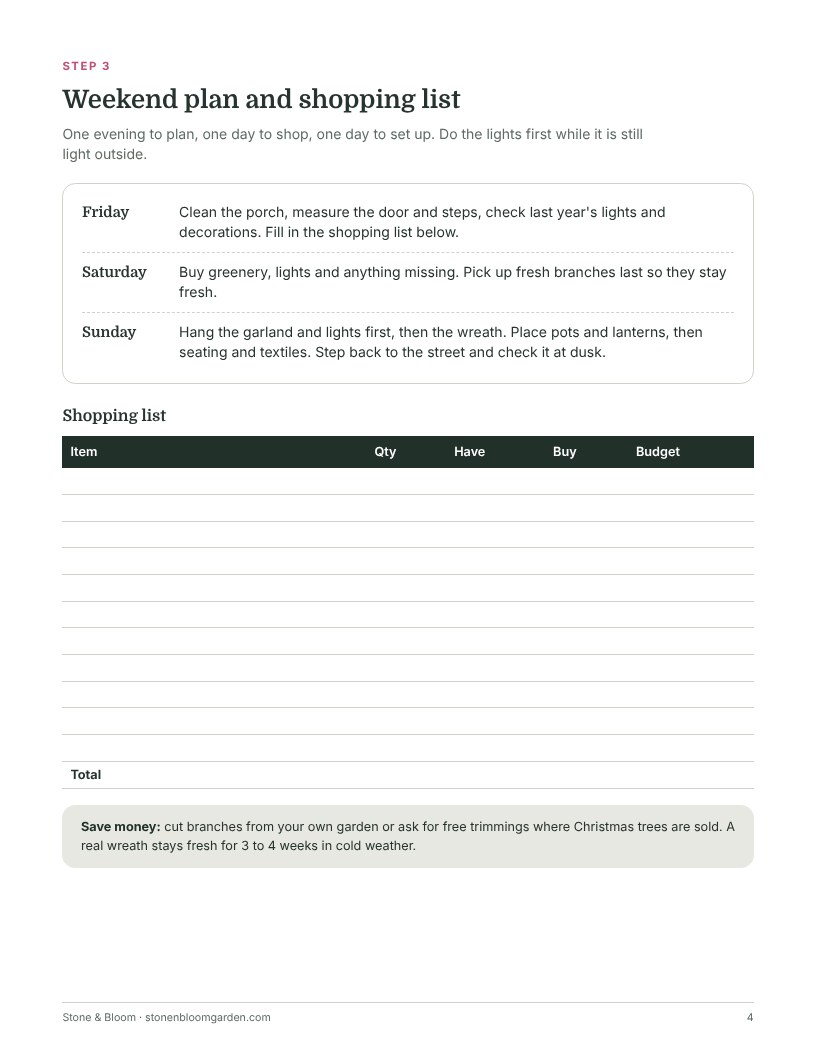 STEP 3
Weekend plan and shopping list
One evening to plan, one day to shop, one day to set up. Do the lights first while it is still
light outside.
Friday Clean the porch, measure the door and steps, check last year's lights and
decorations. Fill in the shopping list below.
Saturday Buy greenery, lights and anything missing. Pick up fresh branches last so they stay
fresh.
Sunday Hang the garland and lights first, then the wreath. Place pots and lanterns, then
seating and textiles. Step back to the street and check it at dusk.
Shopping list
Item Qty Have Buy Budget
Total
Save money: cut branches from your own garden or ask for free trimmings where Christmas trees are sold. A
real wreath stays fresh for 3 to 4 weeks in cold weather.
Stone & Bloom · stonenbloomgarden.com 4